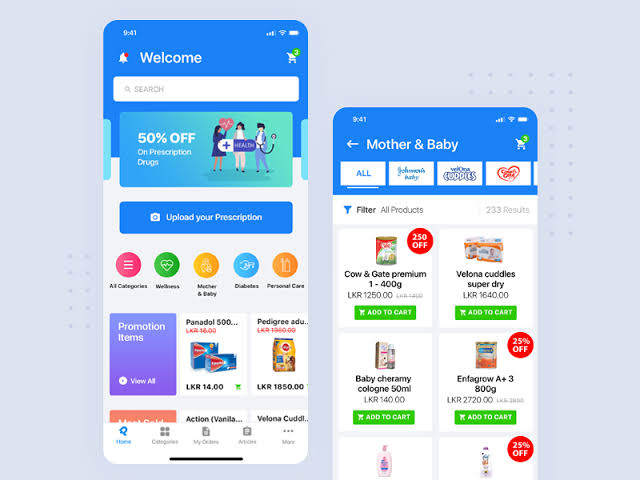 9:41
Welcome
3
SEARCH
50% OFF
On Prescription
Drugs
HEALTH
Upload your Prescription
All Categories
Wellness
Mother
& Baby
Diabetes
Personal Care
Promotion
Items
View All
Panadol 500...
LKR 16.00
LKR 14.00
Pedigree adu...
LKR 1960.00
LKR 1850.00
Action (Vanila...
Velona Cuddl...
Home
Categories
My Orders
Articles
More
9:41
Mother & Baby
3
ALL
Johnson's
baby
velona
CUDDLES
Cow &
Gate
Filter
All Products
233 Results
250
OFF
Cow & Gate premium
1 - 400g
LKR 1250.00 LKR 1400
ADD TO CART
Velona cuddles
super dry
LKR 1640.00
ADD TO CART
Baby cheramy
cologne 50ml
LKR 140.00
ADD TO CART
25%
OFF
Enfagrow A+ 3
800g
LKR 2720.00 LKR 2850
ADD TO CART
25%
OFF